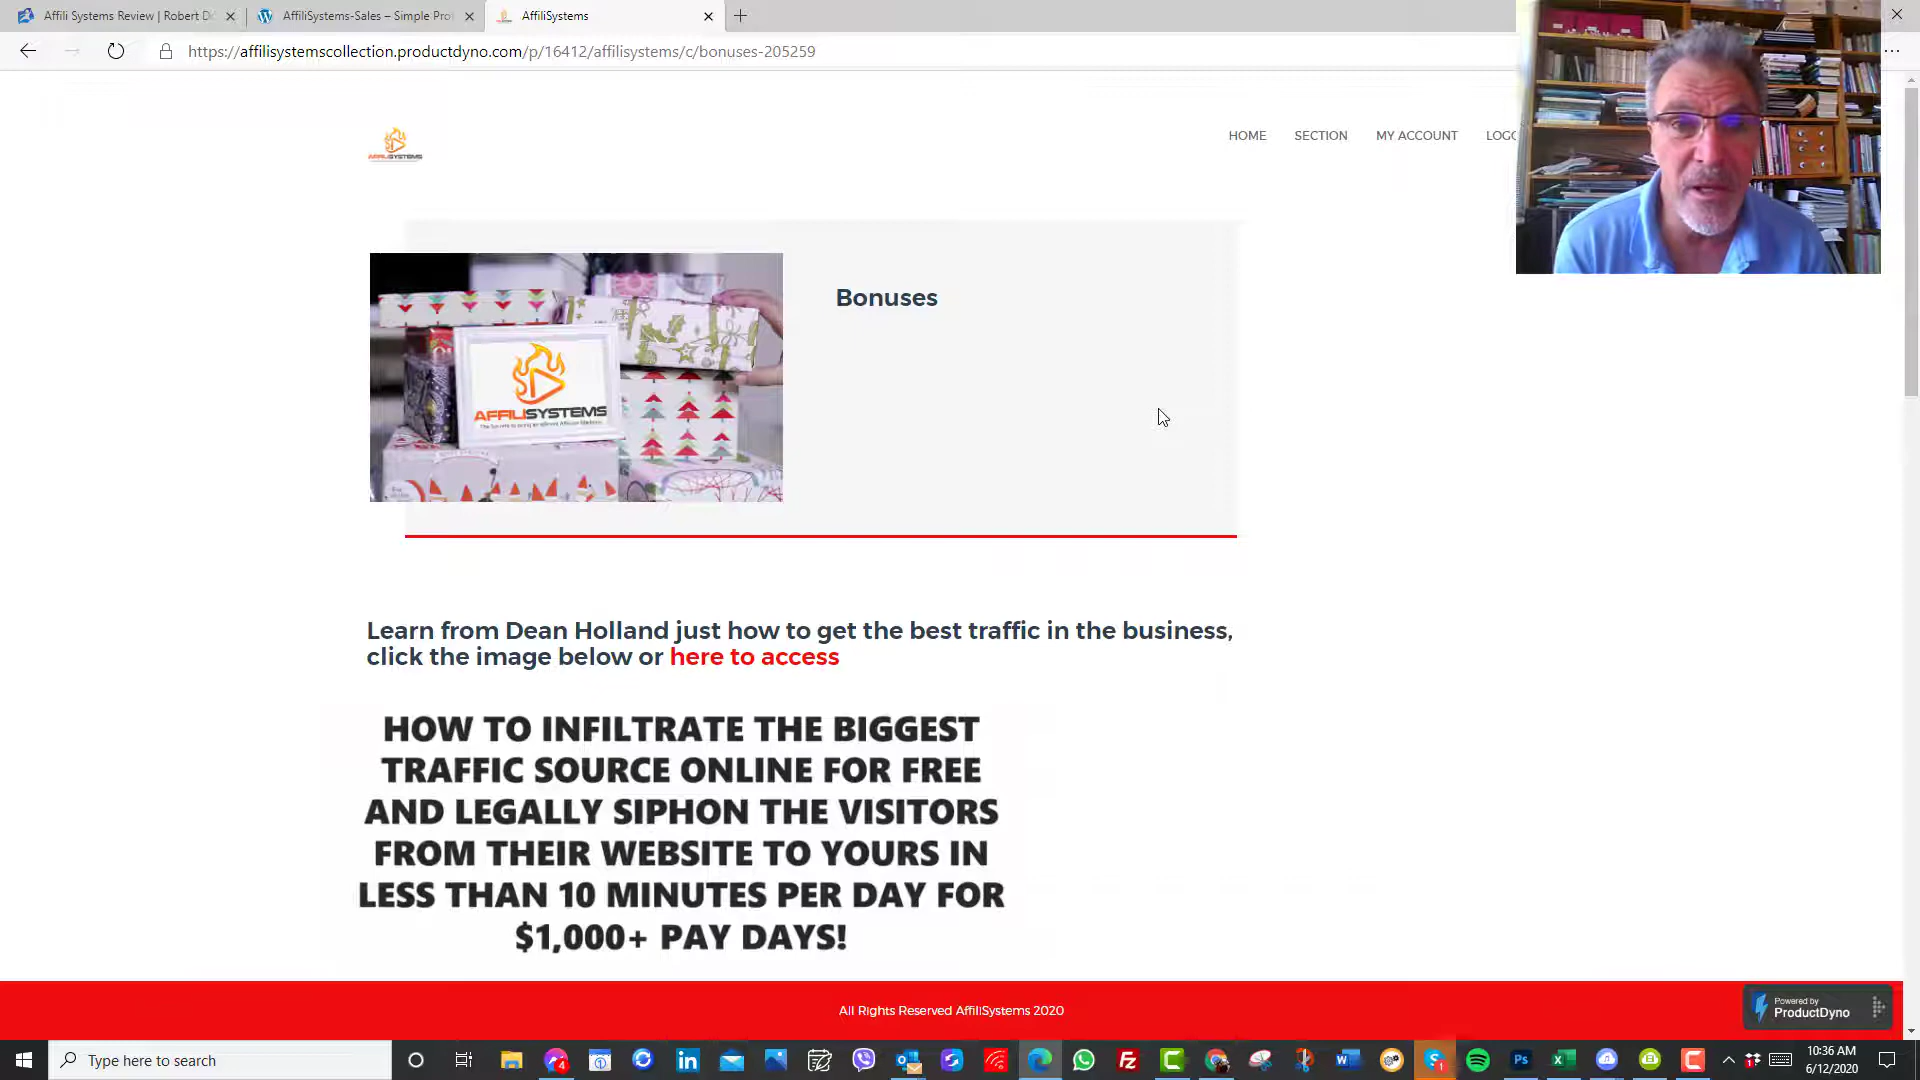 Affili Systems Review | Robert Do
AffiliSystems-Sales – Simple Pro
AffiliSystems
https://affilisystemscollection.productdyno.com/p/16412/affilisystems/c/bonuses-205259
AFFILISYSTEMS
HOME
SECTION
MY ACCOUNT
LOGO
AFFILISYSTEMS
Bonuses
Learn from Dean Holland just how to get the best traffic in the business,
click the image below or here to access
HOW TO INFILTRATE THE BIGGEST
TRAFFIC SOURCE ONLINE FOR FREE
AND LEGALLY SIPHON THE VISITORS
FROM THEIR WEBSITE TO YOURS IN
LESS THAN 10 MINUTES PER DAY FOR
$1,000+ PAY DAYS!
All Rights Reserved AffiliSystems 2020
Powered by
ProductDyno
Type here to search
10:36 AM
6/12/2020